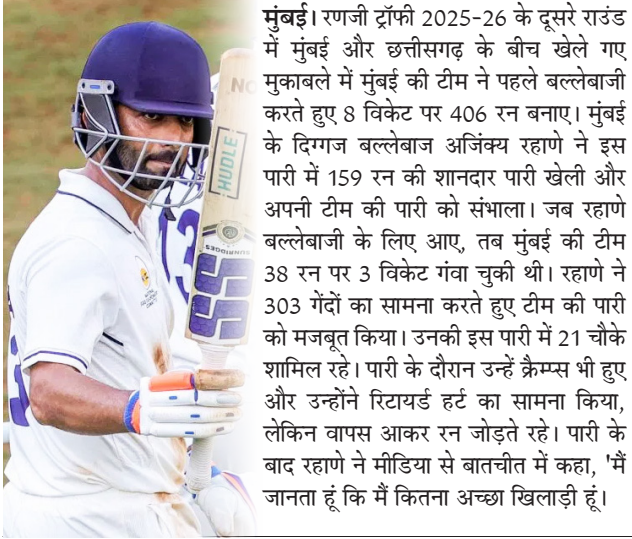 मुंबई। रणजी ट्रॉफी 2025-26 के दूसरे राउंड
में मुंबई और छत्तीसगढ़ के बीच खेले गए
मुकाबले में मुंबई की टीम ने पहले बल्लेबाजी
करते हुए 8 विकेट पर 406 रन बनाए। मुंबई
के दिग्गज बल्लेबाज अजिंक्य रहाणे ने इस
पारी में 159 रन की शानदार पारी खेली और
अपनी टीम की पारी को संभाला। जब रहाणे
बल्लेबाजी के लिए आए, तब मुंबई की टीम
38 रन पर 3 विकेट गंवा चुकी थी। रहाणे ने
303 गेंदों का सामना करते हुए टीम की पारी
को मजबूत किया। उनकी इस पारी में 21 चौके
शामिल रहे। पारी के दौरान उन्हें क्रैम्प्स भी हुए
और उन्होंने रिटायर्ड हर्ट का सामना किया,
लेकिन वापस आकर रन जोड़ते रहे। पारी के
बाद रहाणे ने मीडिया से बातचीत में कहा, 'मैं
जानता हूं कि मैं कितना अच्छा खिलाड़ी हूं।
HUDLE
SUNRIDGES
SS